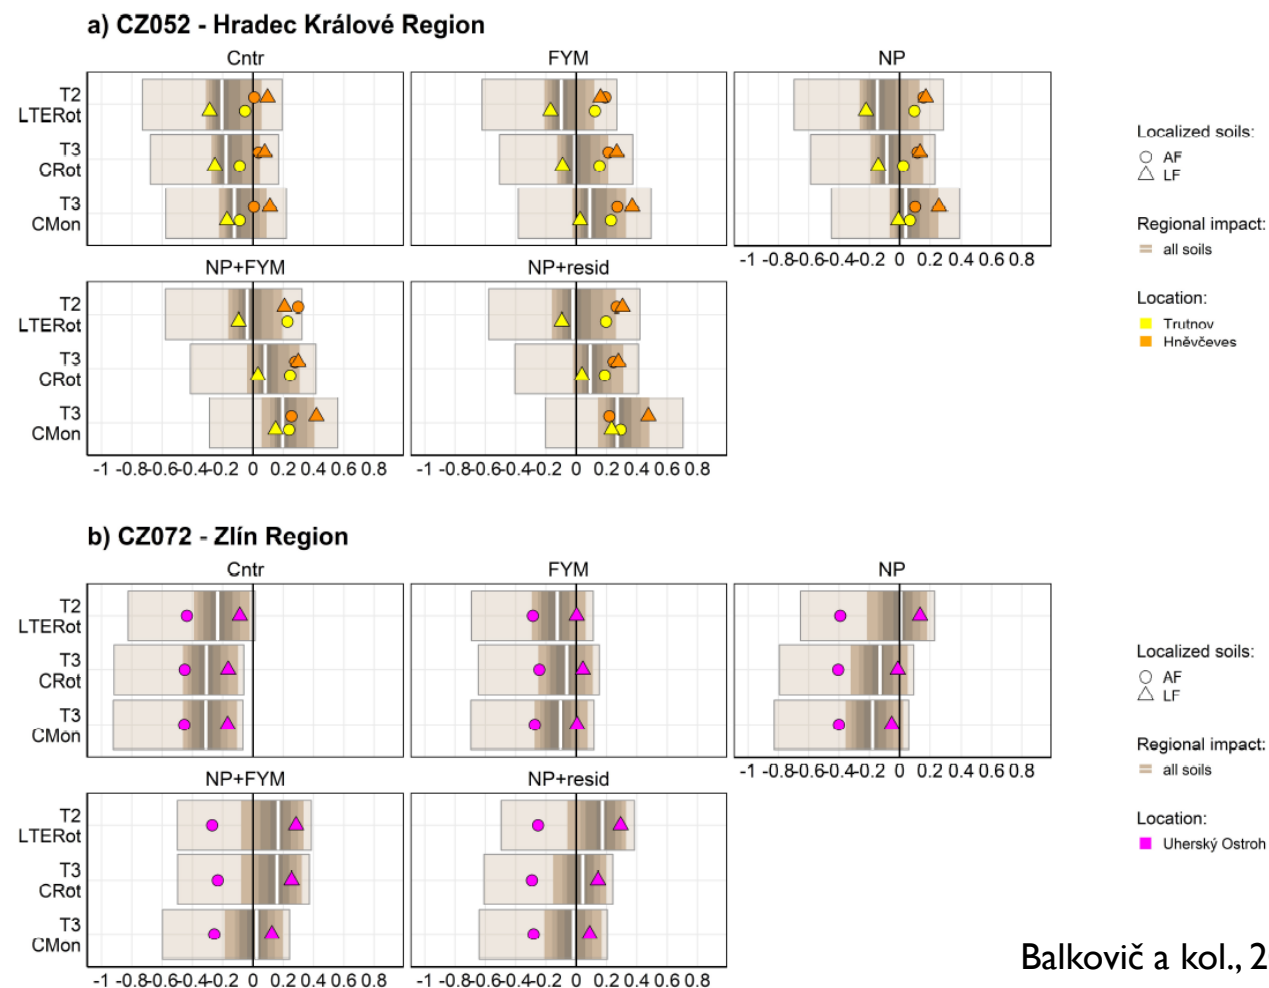 a) CZ052 - Hradec Králové Region
Cntr
FYM
NP
T2
LTERot
T3
CRot
T3
CMon
-1 -0.8-0.6-0.4-0.2 0 0.2 0.4 0.6 0.8
NP+FYM
NP+resid
T2
LTERot
T3
CRot
T3
CMon
-1 -0.8-0.6-0.4-0.2 0 0.2 0.4 0.6 0.8
-1 -0.8-0.6-0.4-0.2 0 0.2 0.4 0.6 0.8
Localized soils:
AF
LF
Regional impact:
all soils
Location:
Trutnov
Hněvčeves
b) CZ072 - Zlín Region
Cntr
FYM
NP
T2
LTERot
T3
CRot
T3
CMon
-1 -0.8-0.6-0.4-0.2 0 0.2 0.4 0.6 0.8
NP+FYM
NP+resid
T2
LTERot
T3
CRot
T3
CMon
-1 -0.8-0.6-0.4-0.2 0 0.2 0.4 0.6 0.8
-1 -0.8-0.6-0.4-0.2 0 0.2 0.4 0.6 0.8
Localized soils:
AF
LF
Regional impact:
all soils
Location:
Uherský Ostroh
Balkovič a kol., 2